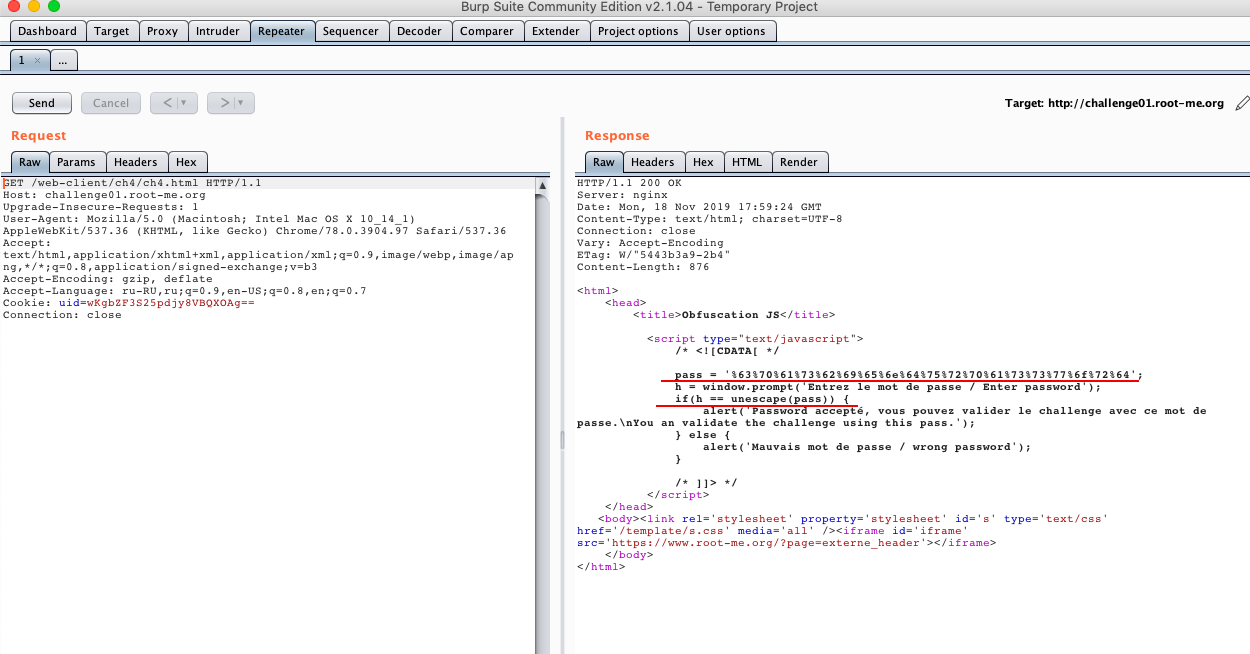 Burp Suite Community Edition v2.1.04 - Temporary Project
Dashboard Target Proxy Intruder Repeater Sequencer Decoder Comparer Extender Project options User options
1 × ...
Send Cancel < | ▼ > | ▼ Target: http://challenge01.root-me.org
Request
Raw Params Headers Hex
GET /web-client/ch4/ch4.html HTTP/1.1
Host: challenge01.root-me.org
Upgrade-Insecure-Requests: 1
User-Agent: Mozilla/5.0 (Macintosh; Intel Mac OS X 10_14_1)
AppleWebKit/537.36 (KHTML, like Gecko) Chrome/78.0.3904.97 Safari/537.36
Accept:
text/html,application/xhtml+xml,application/xml;q=0.9,image/webp,image/ap
ng,*/*;q=0.8,application/signed-exchange;v=b3
Accept-Encoding: gzip, deflate
Accept-Language: ru-RU,ru;q=0.9,en-US;q=0.8,en;q=0.7
Cookie: uid=wKgbZF3S25pdjy8VBQXOAg==
Connection: close
Response
Raw Headers Hex HTML Render
HTTP/1.1 200 OK
Server: nginx
Date: Mon, 18 Nov 2019 17:59:24 GMT
Content-Type: text/html; charset=UTF-8
Connection: close
Vary: Accept-Encoding
ETag: W/"5443b3a9-2b4"
Content-Length: 876
<html>
<head>
<title>Obfuscation JS</title>
<script type="text/javascript">
/* <![CDATA[ */
pass = '%63%70%61%73%62%69%65%6e%64%75%72%70%61%73%73%77%6f%72%64';
h = window.prompt('Entrez le mot de passe / Enter password');
if(h == unescape(pass)) {
alert('Password accepté, vous pouvez valider le challenge avec ce mot de
passe.\nYou an validate the challenge using this pass.');
} else {
alert('Mauvais mot de passe / wrong password');
}
/* ]]> */
</script>
</head>
<body><link rel='stylesheet' property='stylesheet' id='s' type='text/css'
href='/template/s.css' media='all' /><iframe id='iframe'
src='https://www.root-me.org/?page=externe_header'></iframe>
</body>
</html>